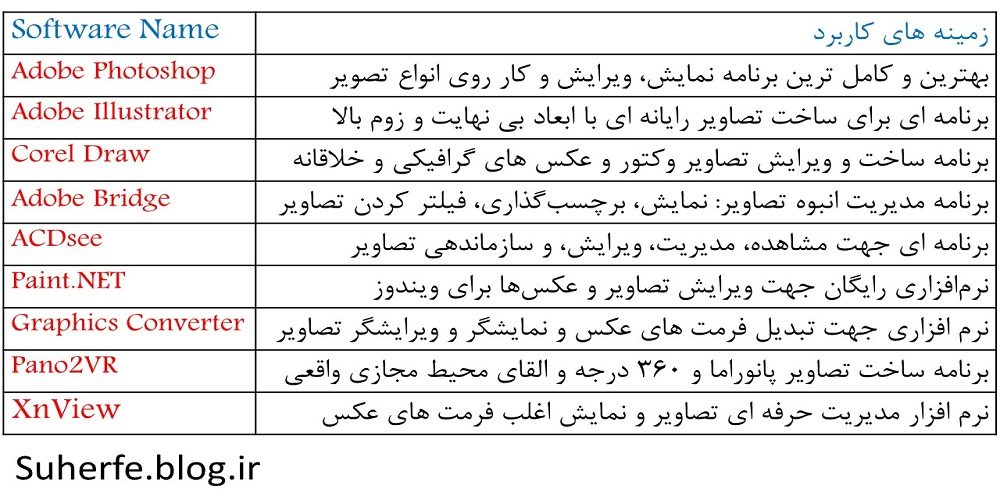 Software Name زمینه های کاربرد
Adobe Photoshop بهترین و کامل ترین برنامه نمایش، ویرایش و کار روی انواع تصویر
Adobe Illustrator برنامه ای برای ساخت تصاویر رایانه ای با ابعاد بی نهایت و زوم بالا
Corel Draw برنامه ساخت و ویرایش تصاویر وکتور و عکس های گرافیکی و خلاقانه
Adobe Bridge برنامه مدیریت انبوه تصاویر: نمایش، برچسب‌گذاری، فیلتر کردن تصاویر
ACDsee برنامه ای جهت مشاهده، مدیریت، ویرایش، و سازماندهی تصاویر
Paint.NET نرم‌افزاری رایگان جهت ویرایش تصاویر و عکس‌ها برای ویندوز
Graphics Converter نرم افزاری جهت تبدیل فرمت های عکس و نمایشگر و ویرایشگر تصاویر
Pano2VR برنامه ساخت تصاویر پانوراما و ۳۶۰ درجه و القای محیط مجازی واقعی
XnView نرم افزار مدیریت حرفه ای تصاویر و نمایش اغلب فرمت های عکس
Suherfe.blog.ir